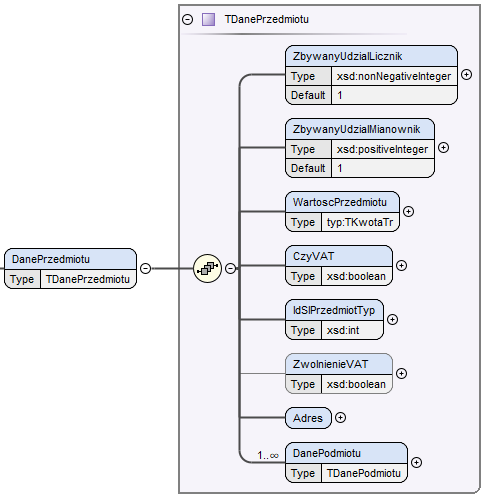 TDanePrzedmiotu
ZbywanyUdzialLicznik
Type xsd:nonNegativeInteger
Default 1
ZbywanyUdzialMianownik
Type xsd:positiveInteger
Default 1
WartoscPrzedmiotu
Type typ:TKwotaTr
DanePrzedmiotu
Type TDanePrzedmiotu
CzyVAT
Type xsd:boolean
IdSlPrzedmiotTyp
Type xsd:int
ZwolnienieVAT
Type xsd:boolean
Adres
1..∞
DanePodmiotu
Type TDanePodmiotu